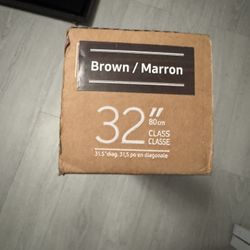 Brown / Marron
32"
80cm
CLASS
CLASSE
31.5" diag. 31,5 po en diagonale